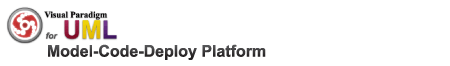 Visual Paradigm
for UML
Model-Code-Deploy Platform